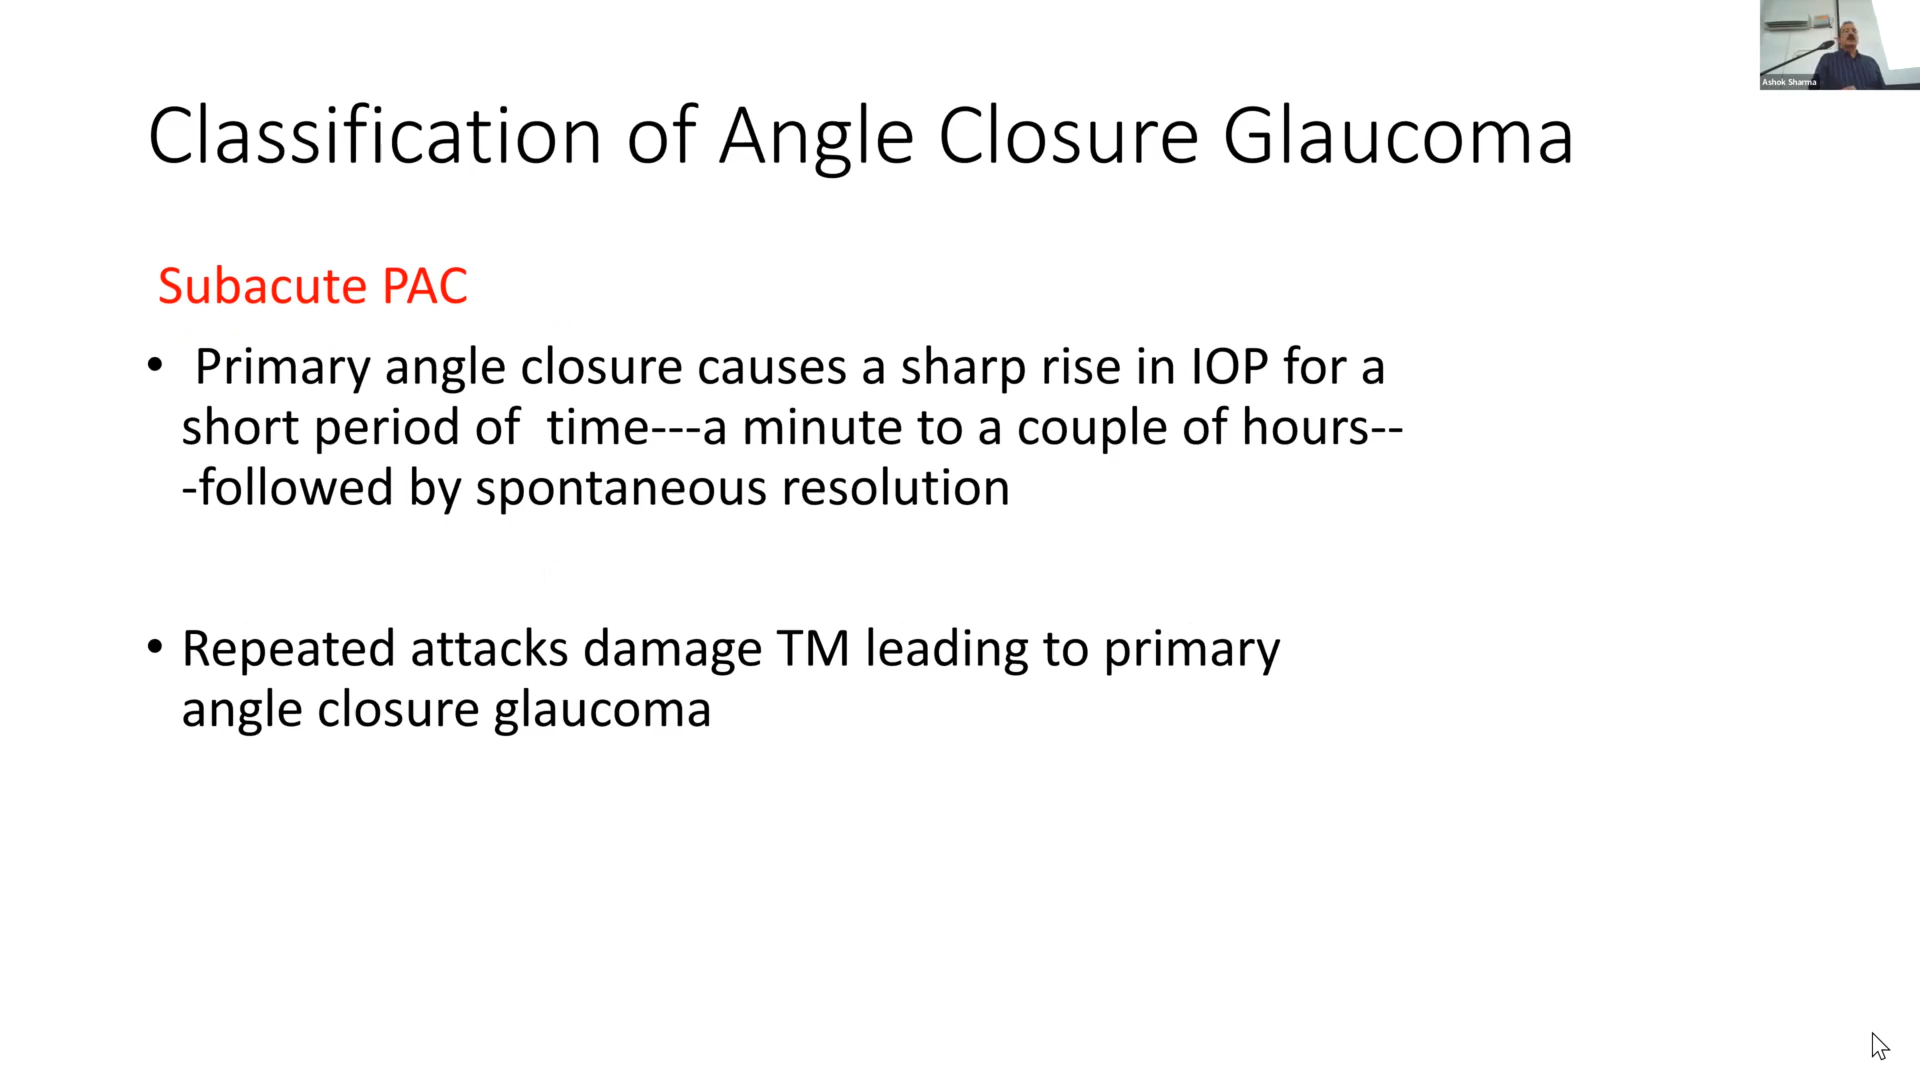 Ashok Sharma
Classification of Angle Closure Glaucoma
Subacute PAC
• Primary angle closure causes a sharp rise in IOP for a
short period of  time---a minute to a couple of hours--
-followed by spontaneous resolution
• Repeated attacks damage TM leading to primary
angle closure glaucoma